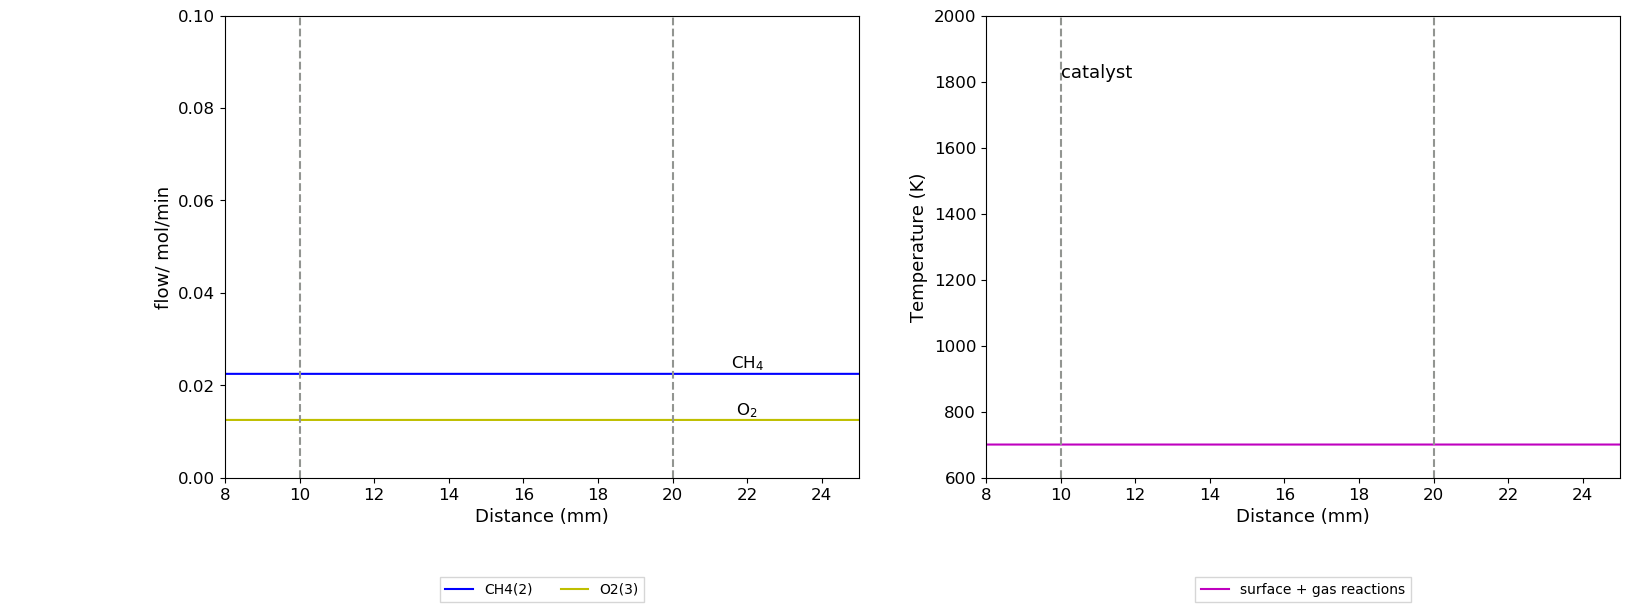 0.10
0.08
0.06
0.04
0.02
0.00
flow/ mol/min
CH₄
O₂
8 10 12 14 16 18 20 22 24
Distance (mm)
CH4(2) O2(3)
2000
1800
1600
1400
1200
1000
800
600
Temperature (K)
catalyst
8 10 12 14 16 18 20 22 24
Distance (mm)
surface + gas reactions